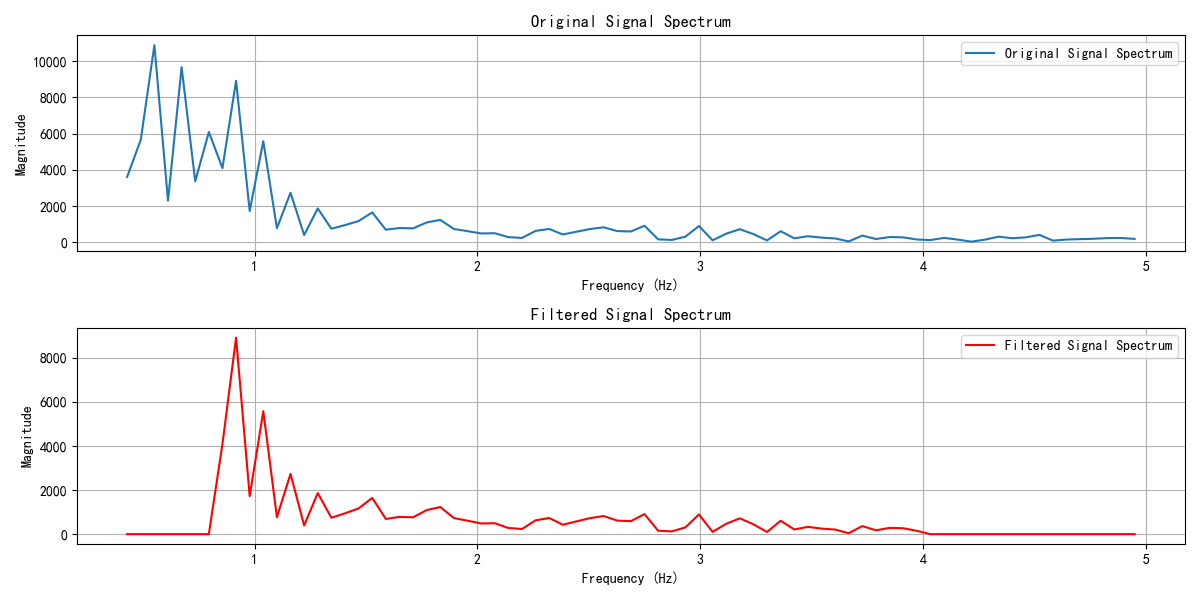 Original Signal Spectrum
Original Signal Spectrum
Magnitude
10000
8000
6000
4000
2000
0
1 2 3 4 5
Frequency (Hz)
Filtered Signal Spectrum
Filtered Signal Spectrum
Magnitude
8000
6000
4000
2000
0
1 2 3 4 5
Frequency (Hz)